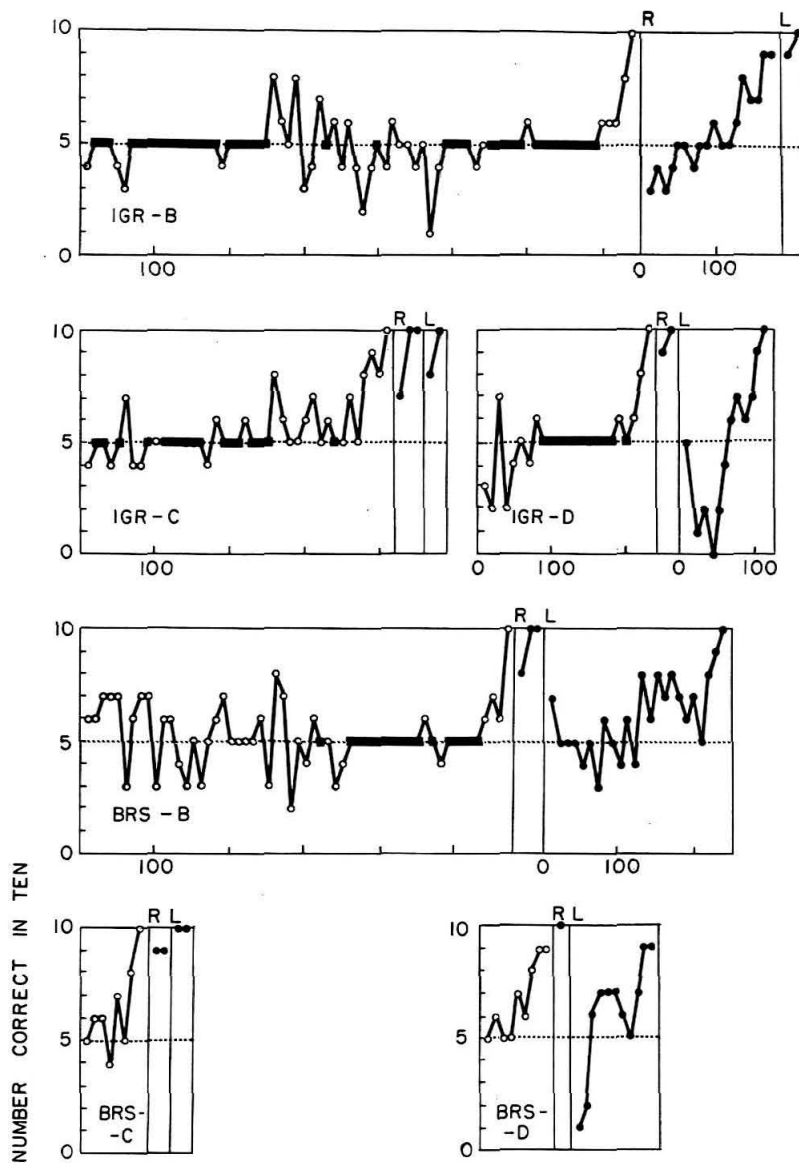 R L
10
5
0
IGR-B
100 0 100
R L
10
5
0
IGR-C
100
R L
IGR-D
0 100 0 100
R L
10
5
0
BRS-B
100 0 100
NUMBER CORRECT IN TEN
R L
10
5
0
BRS-
-C
R L
10
5
0
BRS-
-D